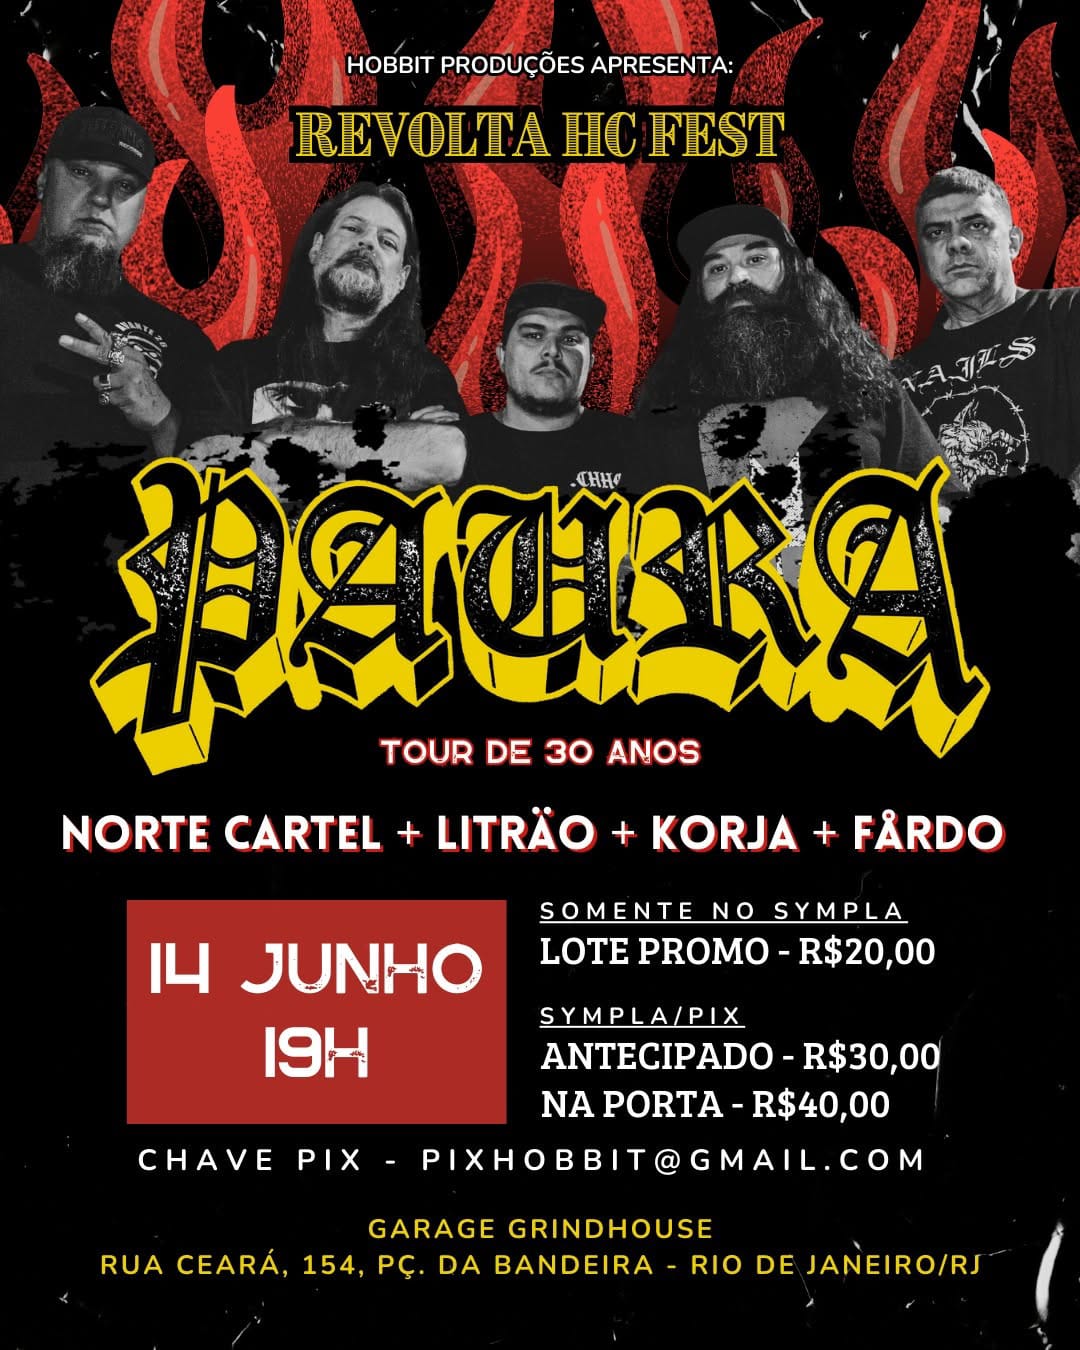 HOBBIT PRODUÇÕES APRESENTA:
REVOLTA HC FEST
NAILS
PAURA
TOUR DE 30 ANOS
NORTE CARTEL + LITRÄO + KORJA + FÅRDO
14 JUNHO
19H
SOMENTE NO SYMPLA
LOTE PROMO - R$20,00
SYMPLA/PIX
ANTECIPADO - R$30,00
NA PORTA - R$40,00
CHAVE PIX - PIXHOBBIT@GMAIL.COM
GARAGE GRINDHOUSE
RUA CEARÁ, 154, PÇ. DA BANDEIRA - RIO DE JANEIRO/RJ